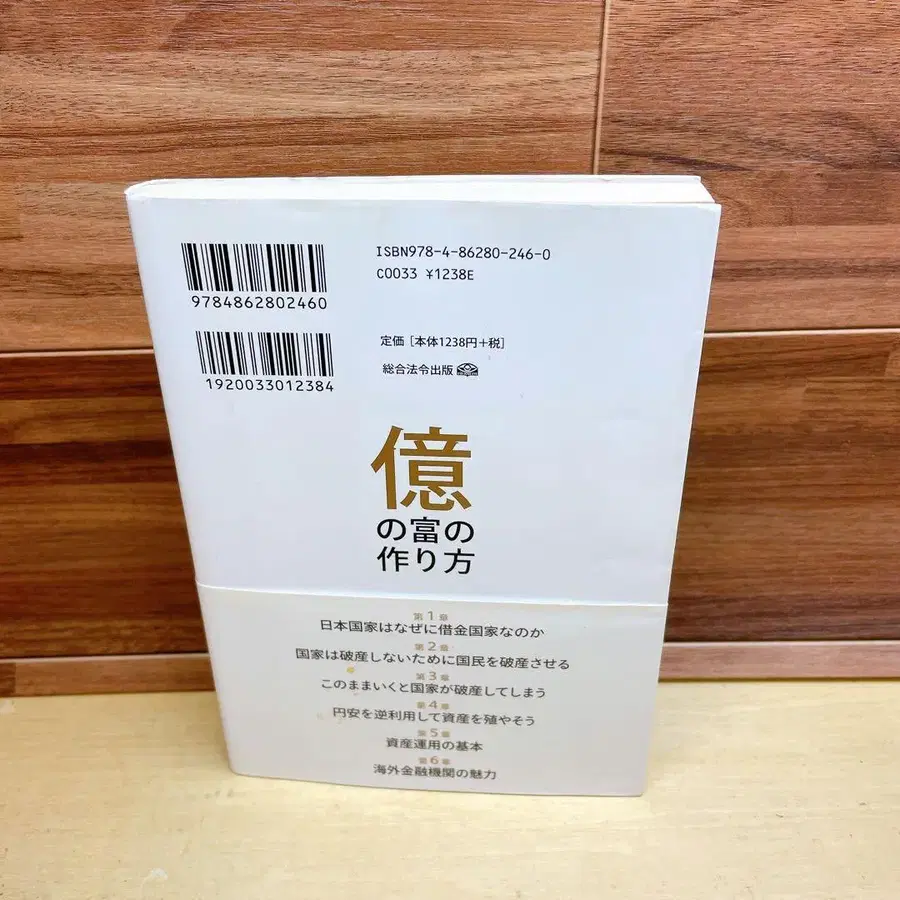 ISBN978-4-86280-246-0
C0033 ¥1238E
9784862802460
定価［本体1238円＋税］
総合法令出版
1920033012384
億
の富の
作り方
第1章
日本国家はなぜに借金国家なのか
第2章
国家は破産しないために国民を破産させる
第3章
このままいくと国家が破産してしまう
第4章
円安を逆利用して資産を殖やそう
第5章
資産運用の基本
第6章
海外金融機関の魅力